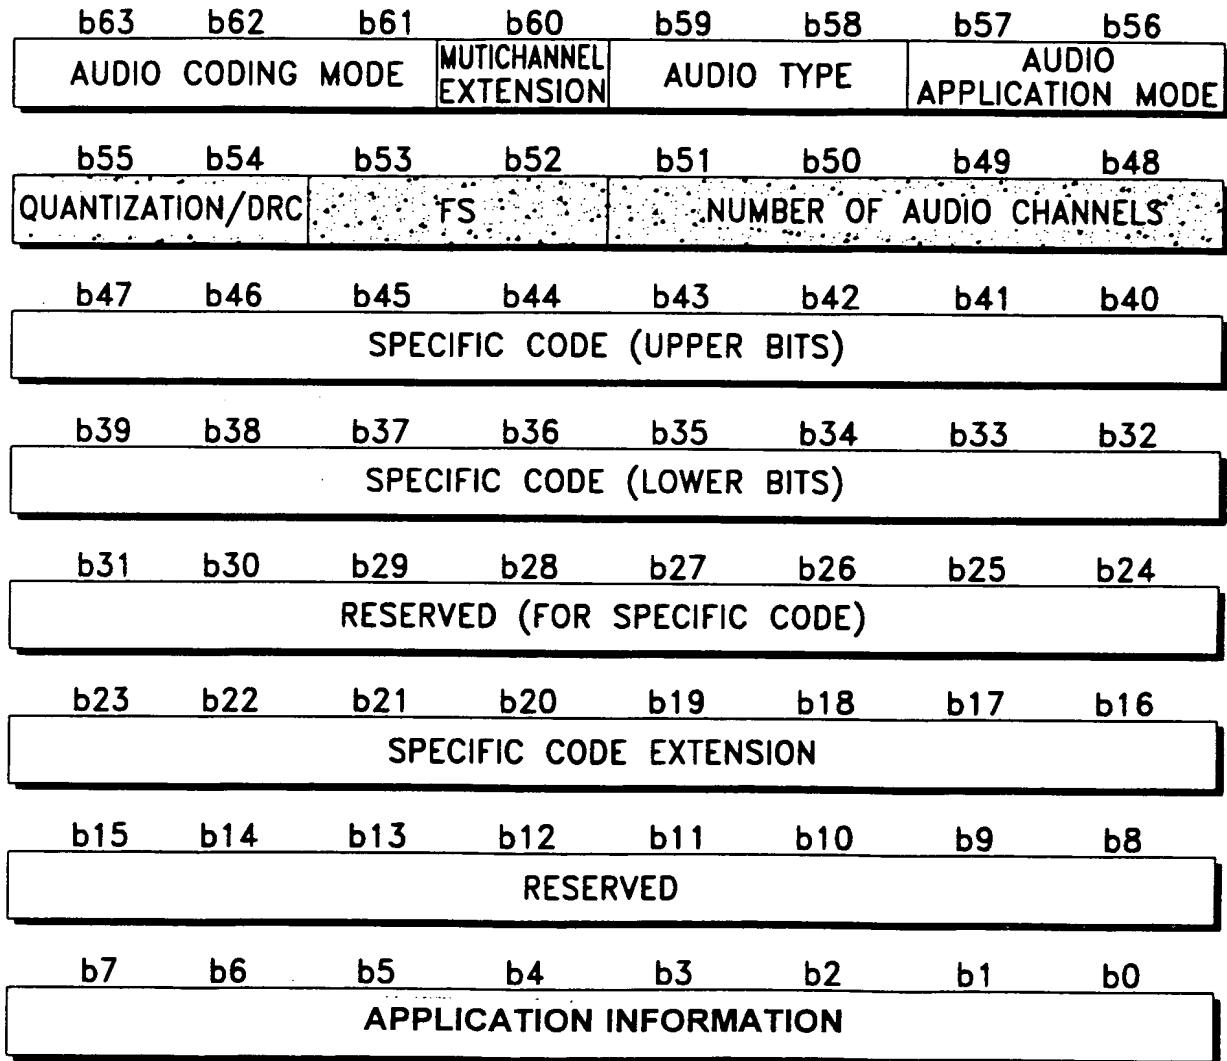 b63 b62 b61 b60 b59 b58 b57 b56
AUDIO CODING MODE
MUTICHANNEL
EXTENSION
AUDIO TYPE
AUDIO
APPLICATION MODE
b55 b54 b53 b52 b51 b50 b49 b48
QUANTIZATION/DRC FS NUMBER OF AUDIO CHANNELS
b47 b46 b45 b44 b43 b42 b41 b40
SPECIFIC CODE (UPPER BITS)
b39 b38 b37 b36 b35 b34 b33 b32
SPECIFIC CODE (LOWER BITS)
b31 b30 b29 b28 b27 b26 b25 b24
RESERVED (FOR SPECIFIC CODE)
b23 b22 b21 b20 b19 b18 b17 b16
SPECIFIC CODE EXTENSION
b15 b14 b13 b12 b11 b10 b9 b8
RESERVED
b7 b6 b5 b4 b3 b2 b1 b0
APPLICATION INFORMATION